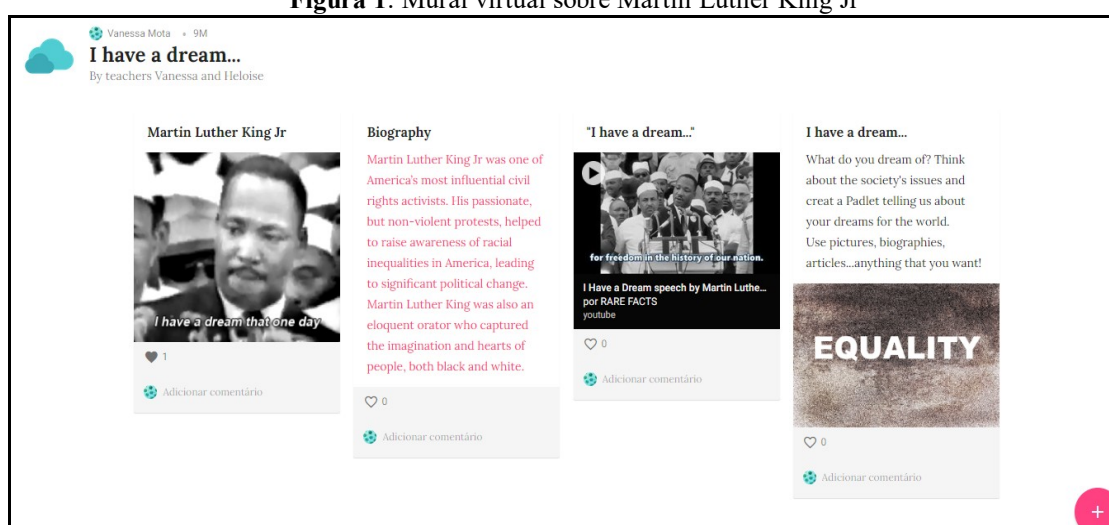 Figura 1: Mural virtual sobre Martin Luther King Jr
Vanessa Mota • 9M
I have a dream...
By teachers Vanessa and Heloise
Martin Luther King Jr
I have a dream that one day
1
Adicionar comentário
Biography
Martin Luther King Jr was one of
America's most influential civil
rights activists. His passionate,
but non-violent protests, helped
to raise awareness of racial
inequalities in America, leading
to significant political change.
Martin Luther King was also an
eloquent orator who captured
the imagination and hearts of
people, both black and white.
0
Adicionar comentário
"I have a dream..."
for freedom in the history of our nation.
I Have a Dream speech by Martin Luthe...
por RARE FACTS
youtube
0
Adicionar comentário
I have a dream...
What do you dream of? Think
about the society's issues and
creat a Padlet telling us about
your dreams for the world.
Use pictures, biographies,
articles...anything that you want!
EQUALITY
0
Adicionar comentário
+